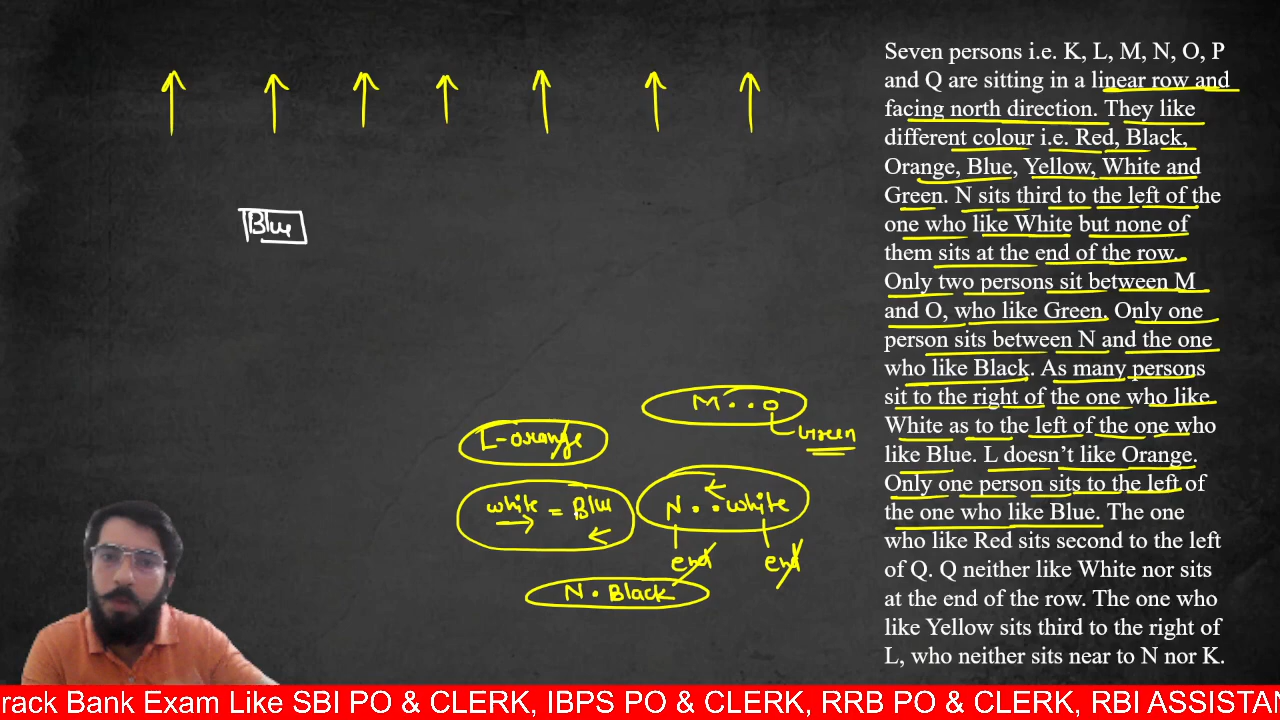 Seven persons i.e. K, L, M, N, O, P
and Q are sitting in a linear row and
facing north direction. They like
different colour i.e. Red, Black,
Orange, Blue, Yellow, White and
Green. N sits third to the left of the
one who like White but none of
them sits at the end of the row.
Only two persons sit between M
and O, who like Green. Only one
person sits between N and the one
who like Black. As many persons
sit to the right of the one who like
White as to the left of the one who
like Blue. L doesn't like Orange.
Only one person sits to the left of
the one who like Blue. The one
who like Red sits second to the left
of Q. Q neither like White nor sits
at the end of the row. The one who
like Yellow sits third to the right of
L, who neither sits near to N nor K.
Blue
M . . O
Green
L-orange
white = Blue
N . . white
end end
N . Black
rack Bank Exam Like SBI PO & CLERK, IBPS PO & CLERK, RRB PO & CLERK, RBI ASSISTAN